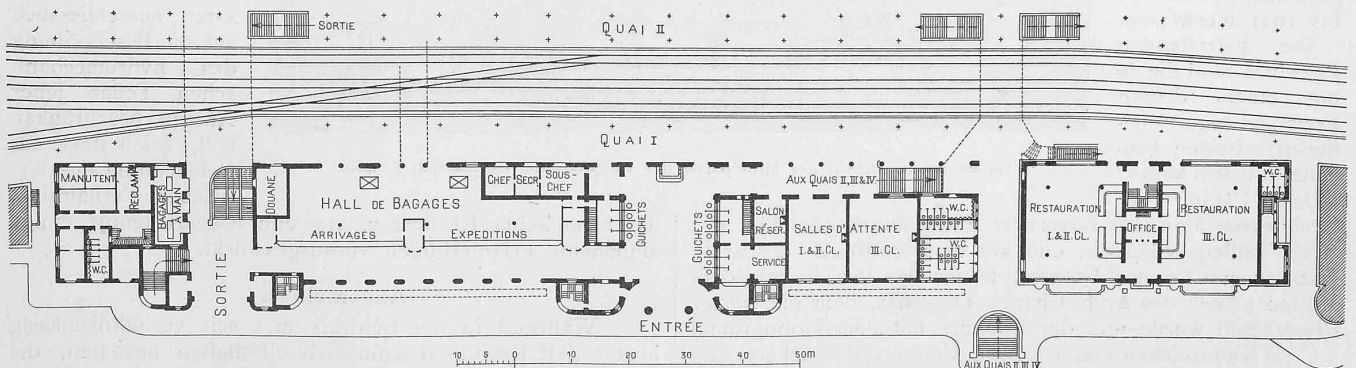 SORTIE
QUAI II
QUAI I
MANUTENT.
RECLAM.
BAGAGES
A MAIN
W.C.
SORTIE
DOUANE
HALL DE BAGAGES
ARRIVAGES
EXPEDITIONS
CHEF
SECR
SOUS-
CHEF
GUICHETS
GUICHETS
ENTRÉE
SALON
RÉSER.
SERVICE
AUX QUAIS II, III & IV
SALLES D'ATTENTE
I. & II. CL.
III. CL.
W.C.
W.C.
AUX QUAIS II III IV
RESTAURATION
I. & II. CL.
OFFICE
RESTAURATION
III. CL.
W.C.
10 5 0 10 20 30 40 50m